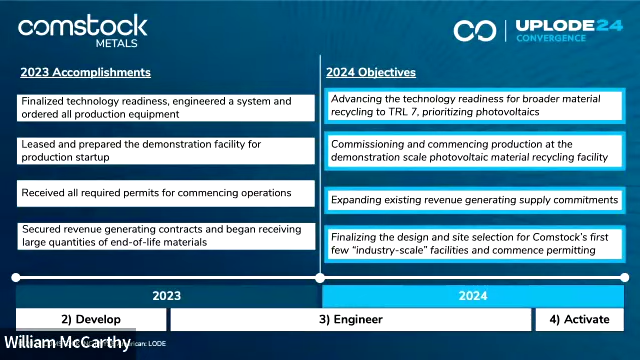 comstock
METALS
UPLODE24
CONVERGENCE
2023 Accomplishments
Finalized technology readiness, engineered a system and
ordered all production equipment
Leased and prepared the demonstration facility for
production startup
Received all required permits for commencing operations
Secured revenue generating contracts and began receiving
large quantities of end-of-life materials
2024 Objectives
Advancing the technology readiness for broader material
recycling to TRL 7, prioritizing photovoltaics
Commissioning and commencing production at the
demonstration scale photovoltaic material recycling facility
Expanding existing revenue generating supply commitments
Finalizing the design and site selection for Comstock's first
few "industry-scale" facilities and commence permitting
2023
2024
2) Develop
3) Engineer
4) Activate
William McCarthy
LODE